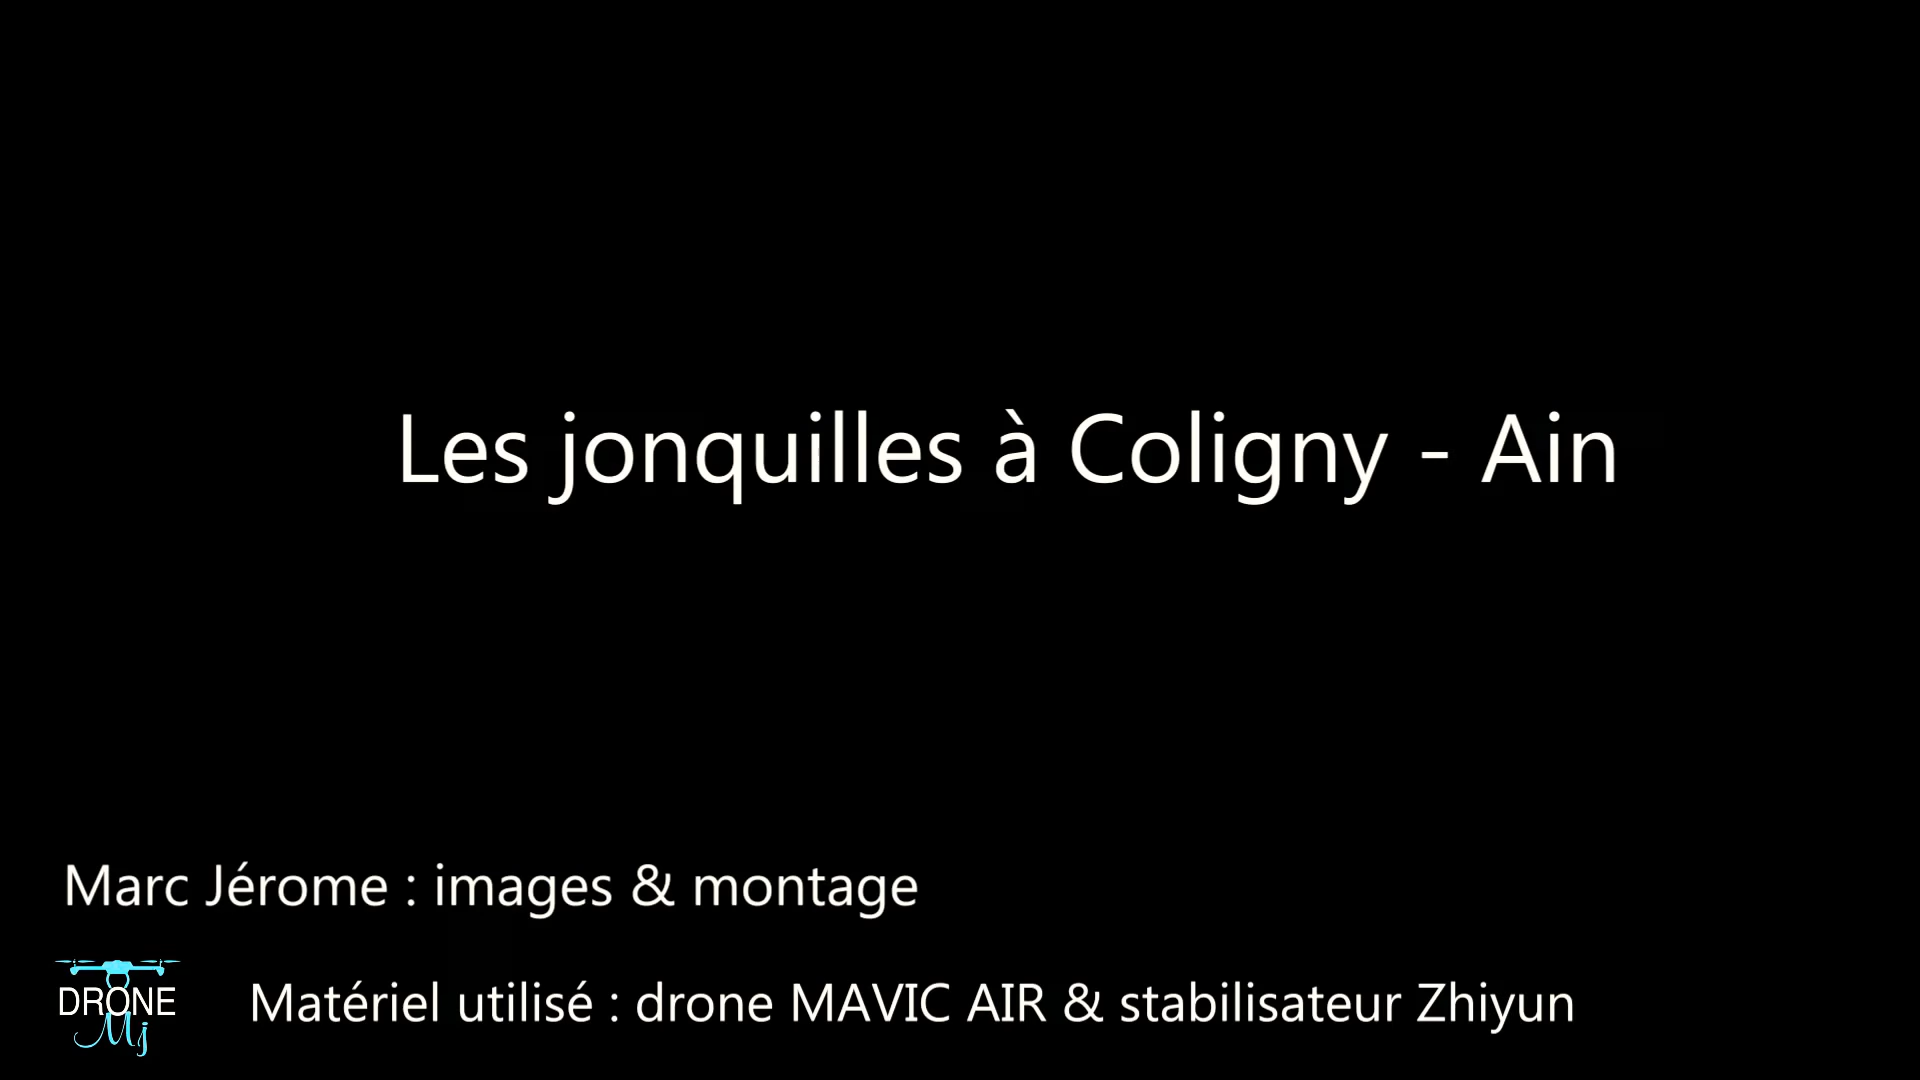 Les jonquilles à Coligny - Ain
Marc Jérome : images & montage
DRONE
Mj
Matériel utilisé : drone MAVIC AIR & stabilisateur Zhiyun